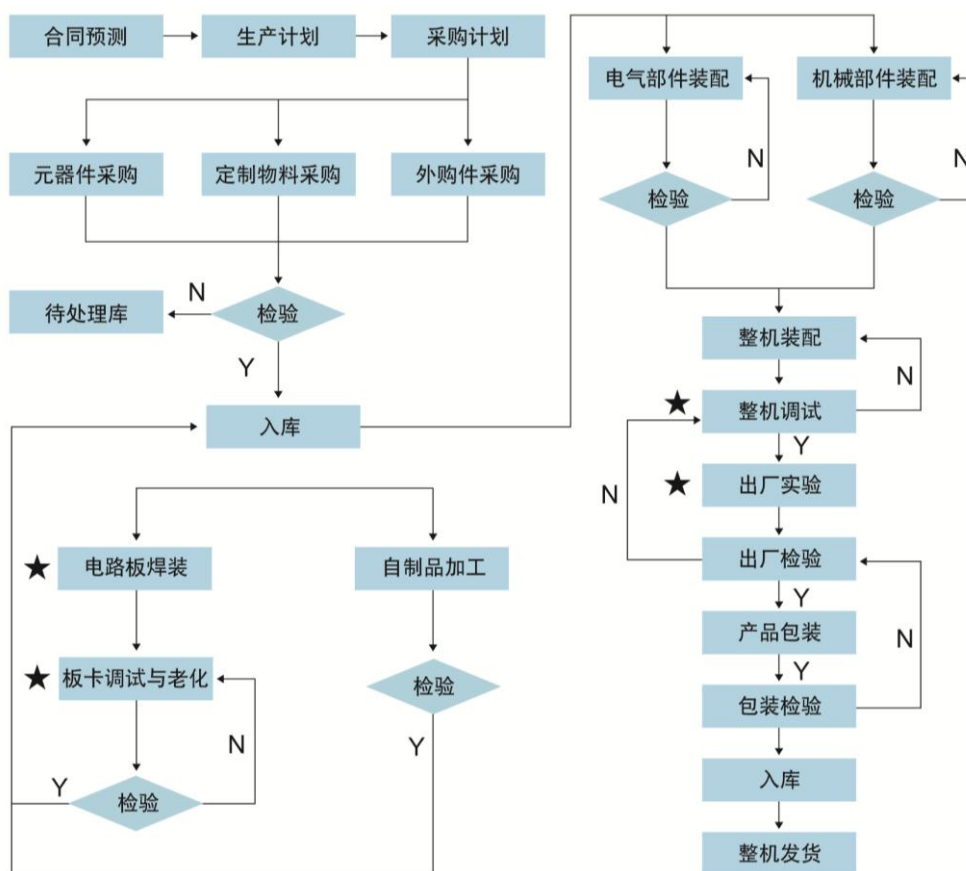 合同预测
生产计划
采购计划
元器件采购
定制物料采购
外购件采购
N
检验
待处理库
Y
入库
电路板焊装
自制品加工
板卡调试与老化
检验
N
Y
Y
检验
电气部件装配
机械部件装配
N
N
检验
检验
整机装配
N
整机调试
Y
N
出厂实验
出厂检验
Y
产品包装
N
Y
包装检验
入库
整机发货